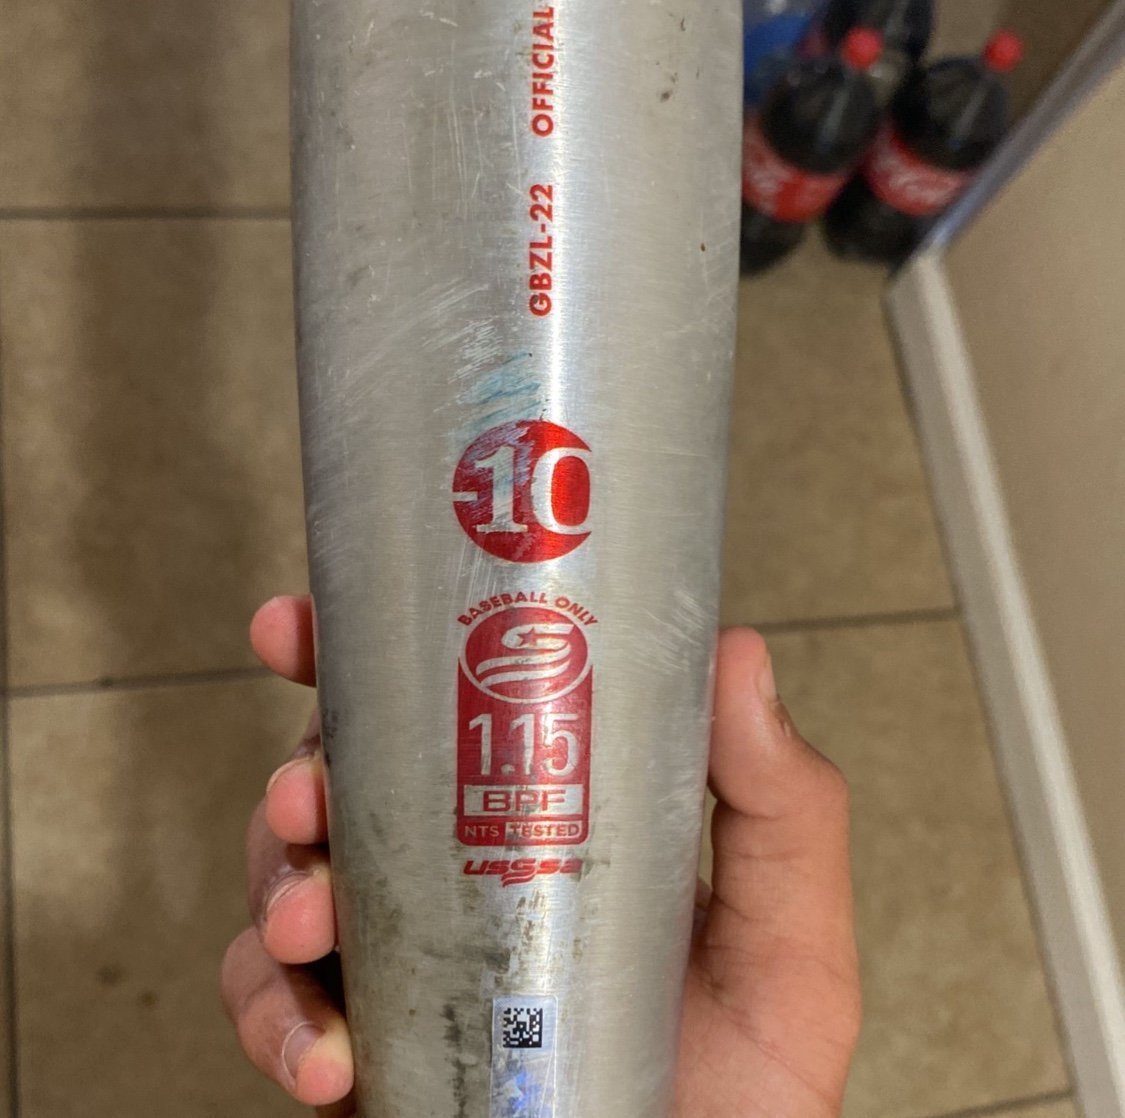 OFFICIAL
GBZL-22
-10
BASEBALL ONLY
1.15
BPF
NTS TESTED
USSSA